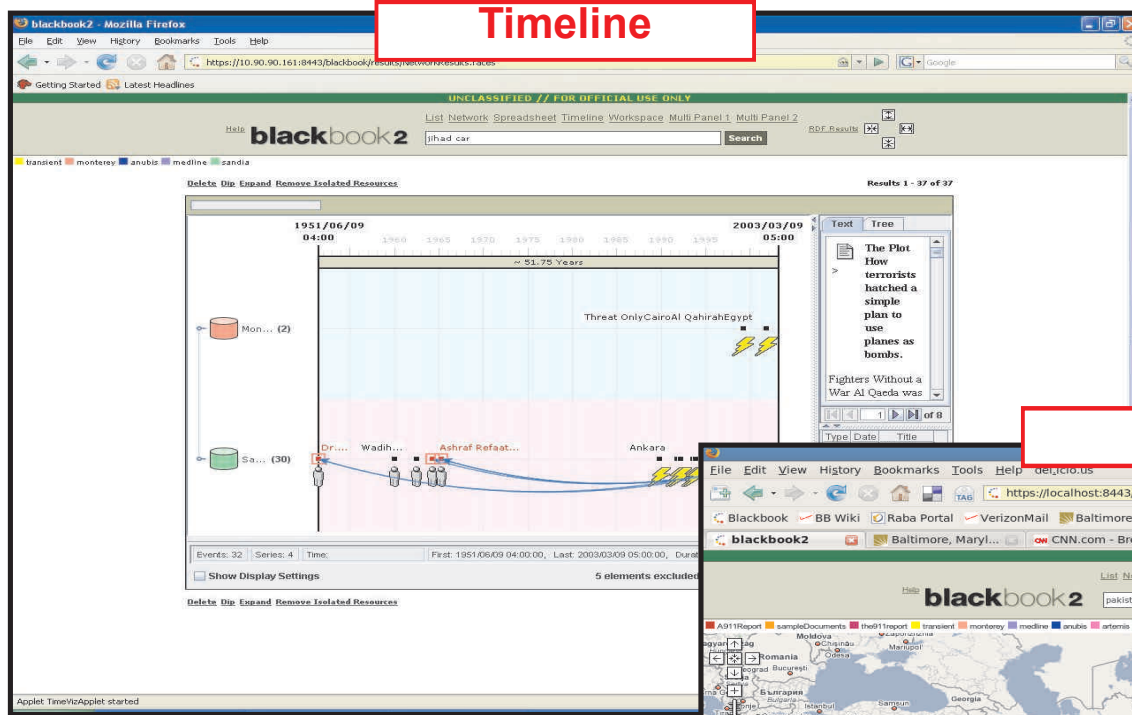 Timeline
blackbook2 - Mozilla Firefox
File Edit View History Bookmarks Tools Help
https://10.90.90.161:8443/blackbook/results/NetworkResults.faces
Google
Getting Started Latest Headlines
UNCLASSIFIED // FOR OFFICIAL USE ONLY
List Network Spreadsheet Timeline Workspace Multi Panel 1 Multi Panel 2
Help blackbook2
jihad car
Search
RDF Results
transient monterey anubis medline sandia
Delete Dip Expand Remove Isolated Resources
Results 1 - 37 of 37
1951/06/09
04:00
1960 1965 1970 1975 1980 1985 1990 1995
2003/03/09
05:00
~ 51.75 Years
Mon... (2)
Threat OnlyCairoAl QahirahEgypt
Sa... (30)
Dr.... Wadih... Ashraf Refaat... Ankara
Events: 32 Series: 4 Time: First: 1951/06/09 04:00:00, Last: 2003/03/09 05:00:00, Durat
Show Display Settings
5 elements excluded
Delete Dip Expand Remove Isolated Resources
Text Tree
The Plot
How
terrorists
hatched a
simple
plan to
use
planes as
bombs.
>
Fighters Without a
War Al Qaeda was
1 of 8
Type Date Title
Applet TimeVizApplet started
File Edit View History Bookmarks Tools Help del.icio.us
TAG
https://localhost:8443/
Blackbook BB Wiki Raba Portal VerizonMail Baltimore
blackbook2 Baltimore, Maryl... CNN.com - Bre
List Ne
Help blackbook2
pakist
A911Report sampleDocuments the911report transient monterey medline anubis artemis
Moldova
Chişinău
Mariupol'
Romania
Odesa
Bucureşti
България
Bulgaria
Istanbul
Samsun
Georgia